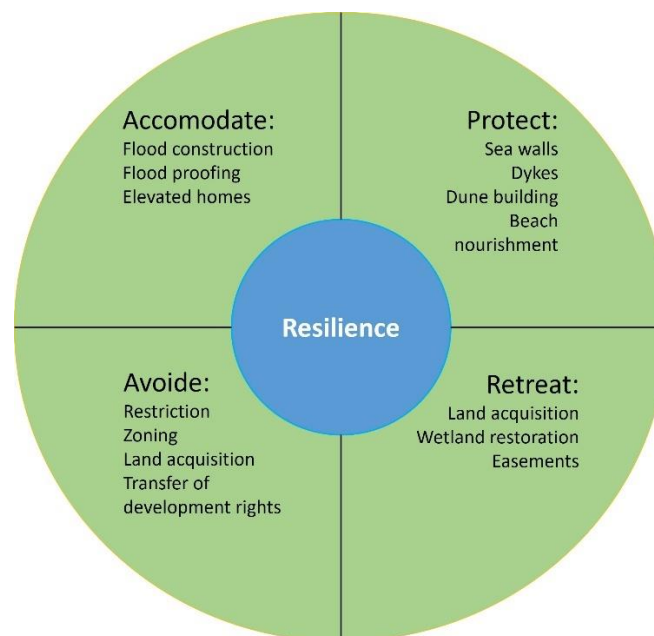 Accomodate:
Flood construction
Flood proofing
Elevated homes
Protect:
Sea walls
Dykes
Dune building
Beach
nourishment
Resilience
Avoide:
Restriction
Zoning
Land acquisition
Transfer of
development rights
Retreat:
Land acquisition
Wetland restoration
Easements